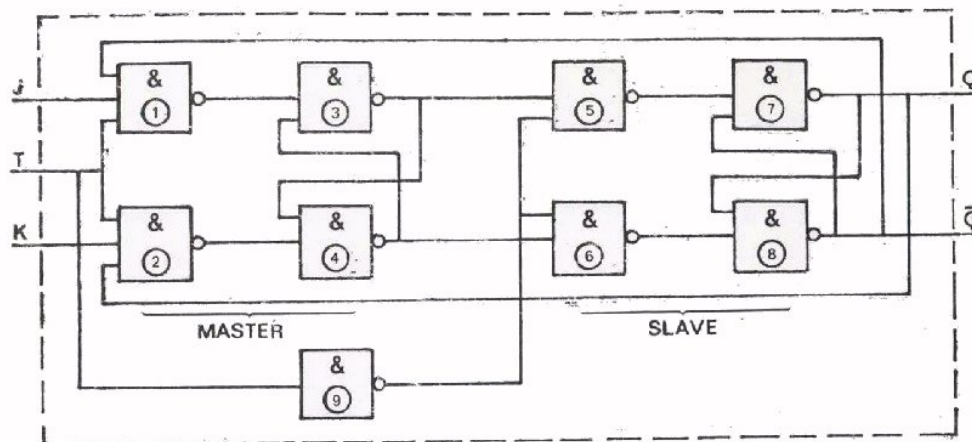 & & & &
J 1 3 5 7 Q
T
& & & &
K 2 4 6 8 Q̅
MASTER SLAVE
&
9